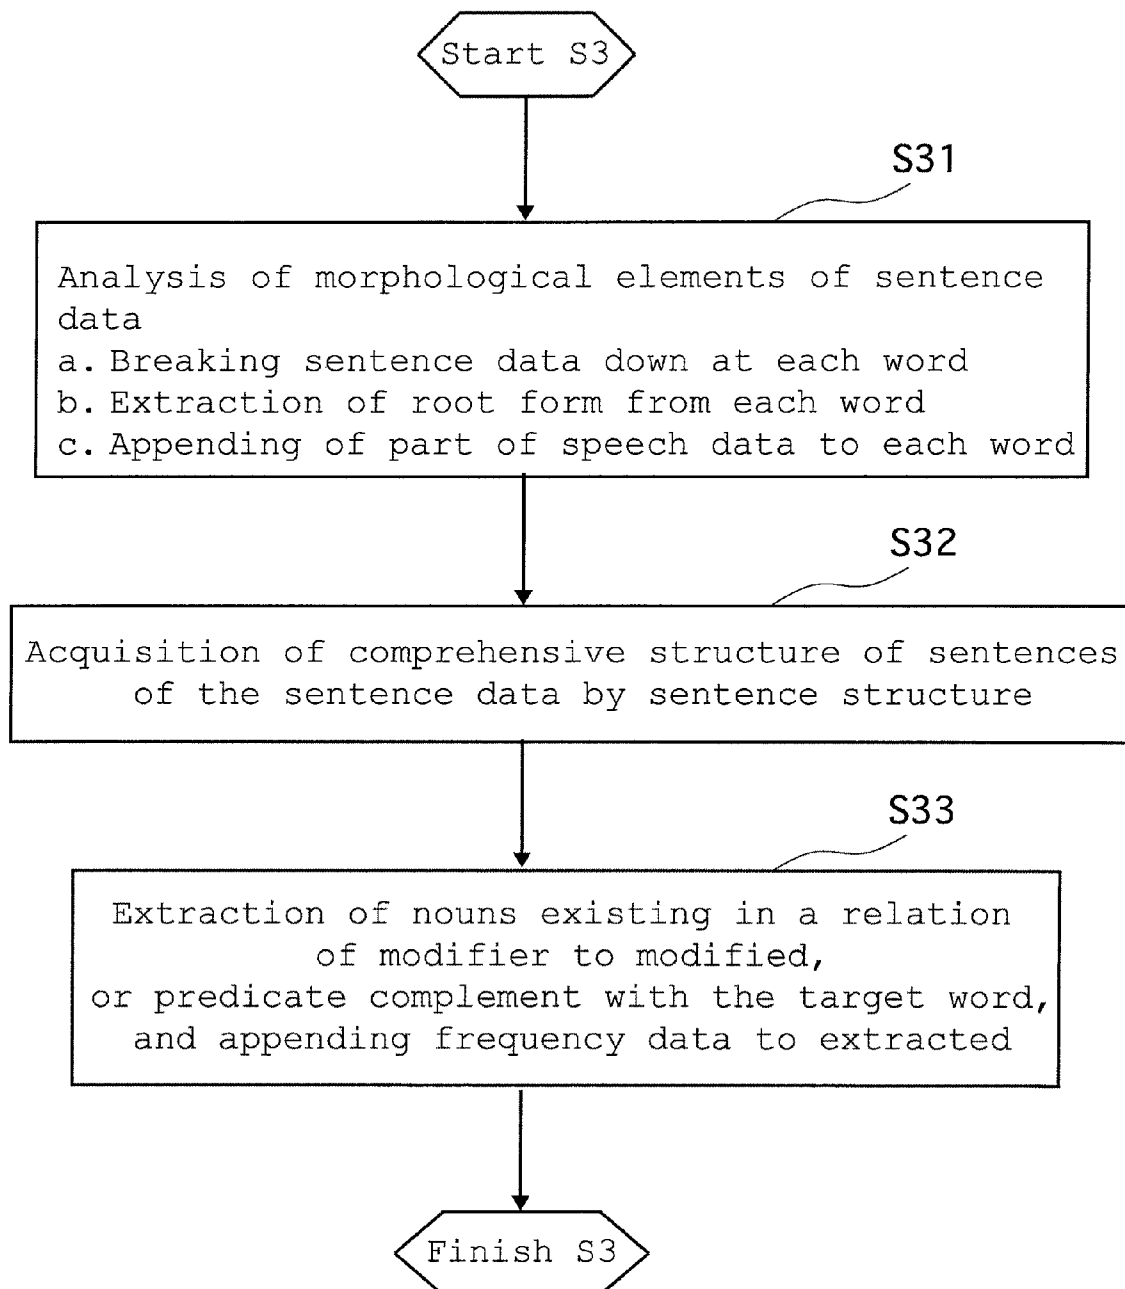 Start S3
S31
Analysis of morphological elements of sentence
data
a. Breaking sentence data down at each word
b. Extraction of root form from each word
c. Appending of part of speech data to each word
S32
Acquisition of comprehensive structure of sentences
of the sentence data by sentence structure
S33
Extraction of nouns existing in a relation
of modifier to modified,
or predicate complement with the target word,
and appending frequency data to extracted
Finish S3